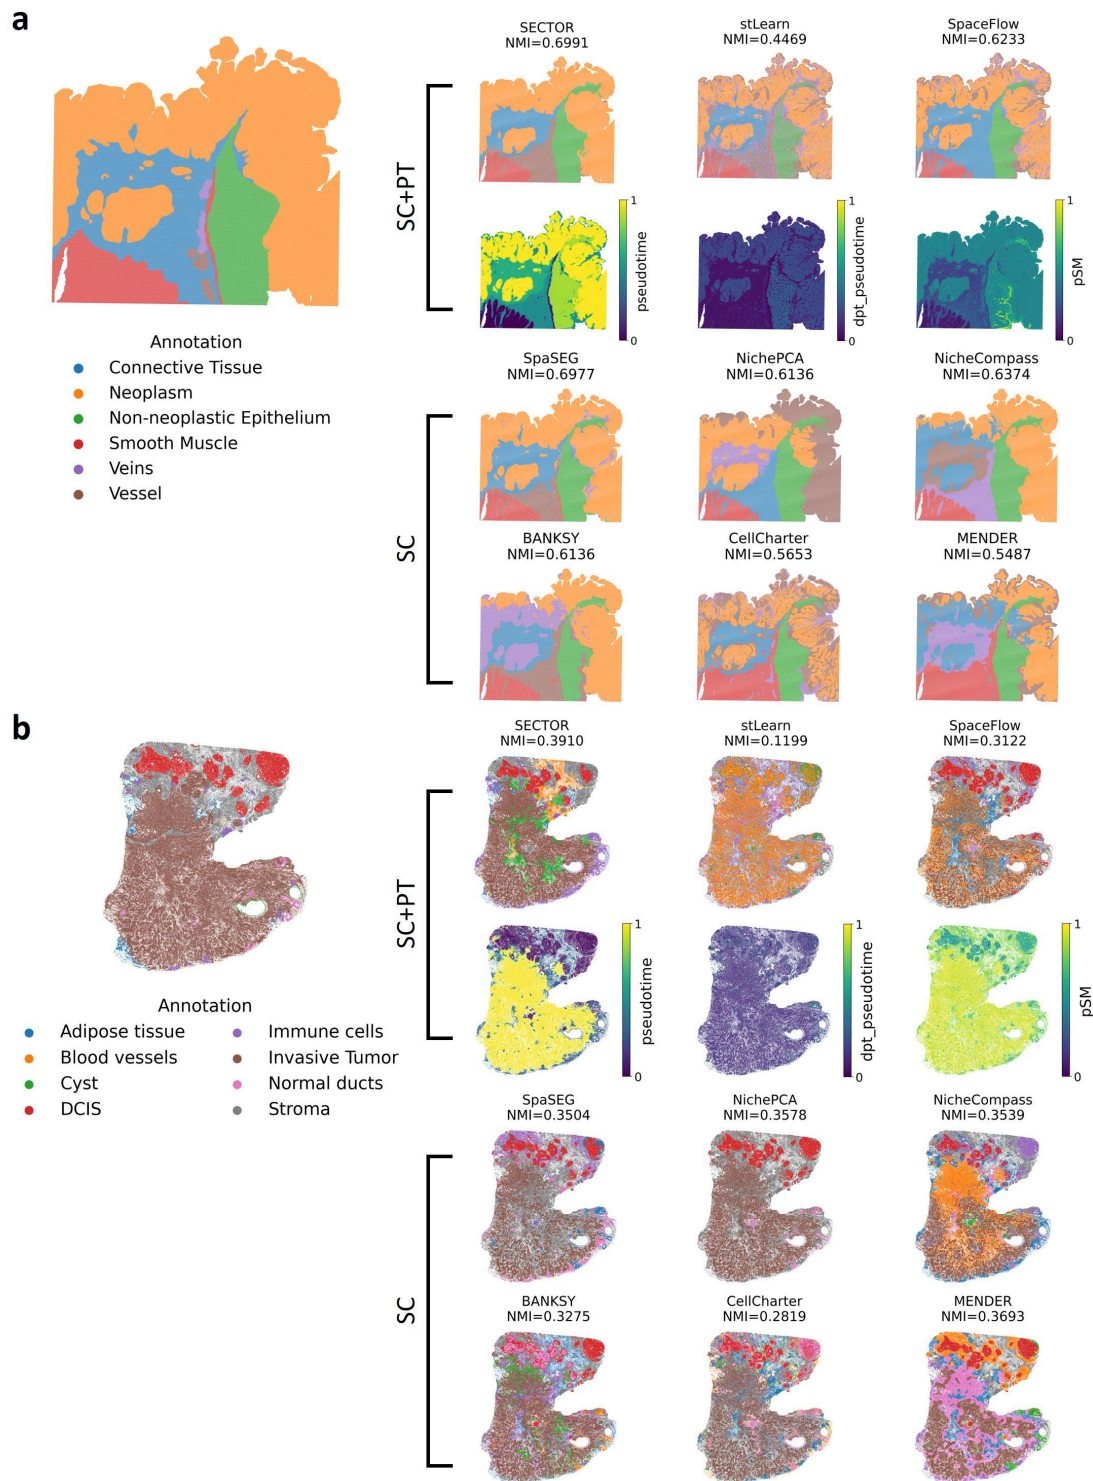 a
SECTOR
NMI=0.6991
stLearn
NMI=0.4469
SpaceFlow
NMI=0.6233
SC+PT
1
0
pseudotime
1
0
dpt_pseudotime
1
0
pSM
Annotation
Connective Tissue
Neoplasm
Non-neoplastic Epithelium
Smooth Muscle
Veins
Vessel
SpaSEG
NMI=0.6977
NichePCA
NMI=0.6136
NicheCompass
NMI=0.6374
SC
BANKSY
NMI=0.6136
CellCharter
NMI=0.5653
MENDER
NMI=0.5487
b
SECTOR
NMI=0.3910
stLearn
NMI=0.1199
SpaceFlow
NMI=0.3122
SC+PT
1
0
pseudotime
1
0
dpt_pseudotime
1
0
pSM
Annotation
Adipose tissue
Blood vessels
Cyst
DCIS
Immune cells
Invasive Tumor
Normal ducts
Stroma
SpaSEG
NMI=0.3504
NichePCA
NMI=0.3578
NicheCompass
NMI=0.3539
SC
BANKSY
NMI=0.3275
CellCharter
NMI=0.2819
MENDER
NMI=0.3693